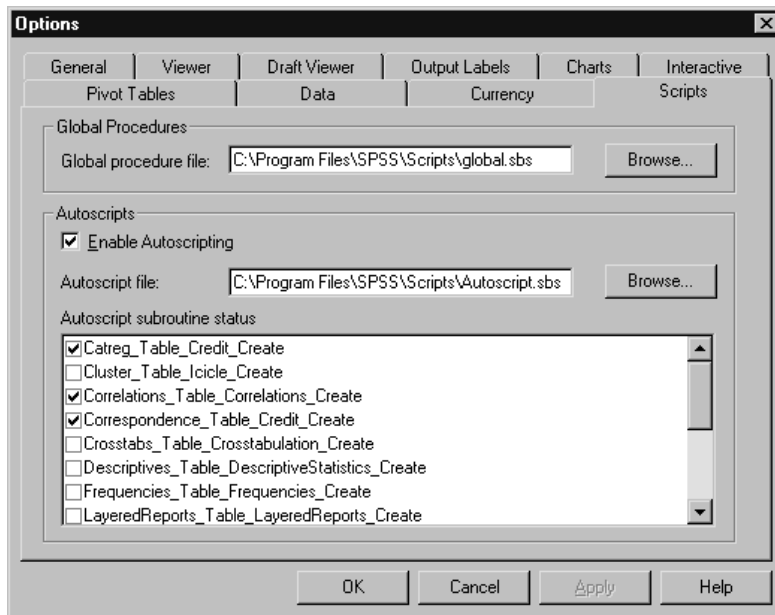 Options
General Viewer Draft Viewer Output Labels Charts Interactive
Pivot Tables Data Currency Scripts
Global Procedures
Global procedure file: C:\Program Files\SPSS\Scripts\global.sbs Browse...
Autoscripts
Enable Autoscripting
Autoscript file: C:\Program Files\SPSS\Scripts\Autoscript.sbs Browse...
Autoscript subroutine status
Catreg_Table_Credit_Create
Cluster_Table_Icicle_Create
Correlations_Table_Correlations_Create
Correspondence_Table_Credit_Create
Crosstabs_Table_Crosstabulation_Create
Descriptives_Table_DescriptiveStatistics_Create
Frequencies_Table_Frequencies_Create
LayeredReports_Table_LayeredReports_Create
OK Cancel Apply Help